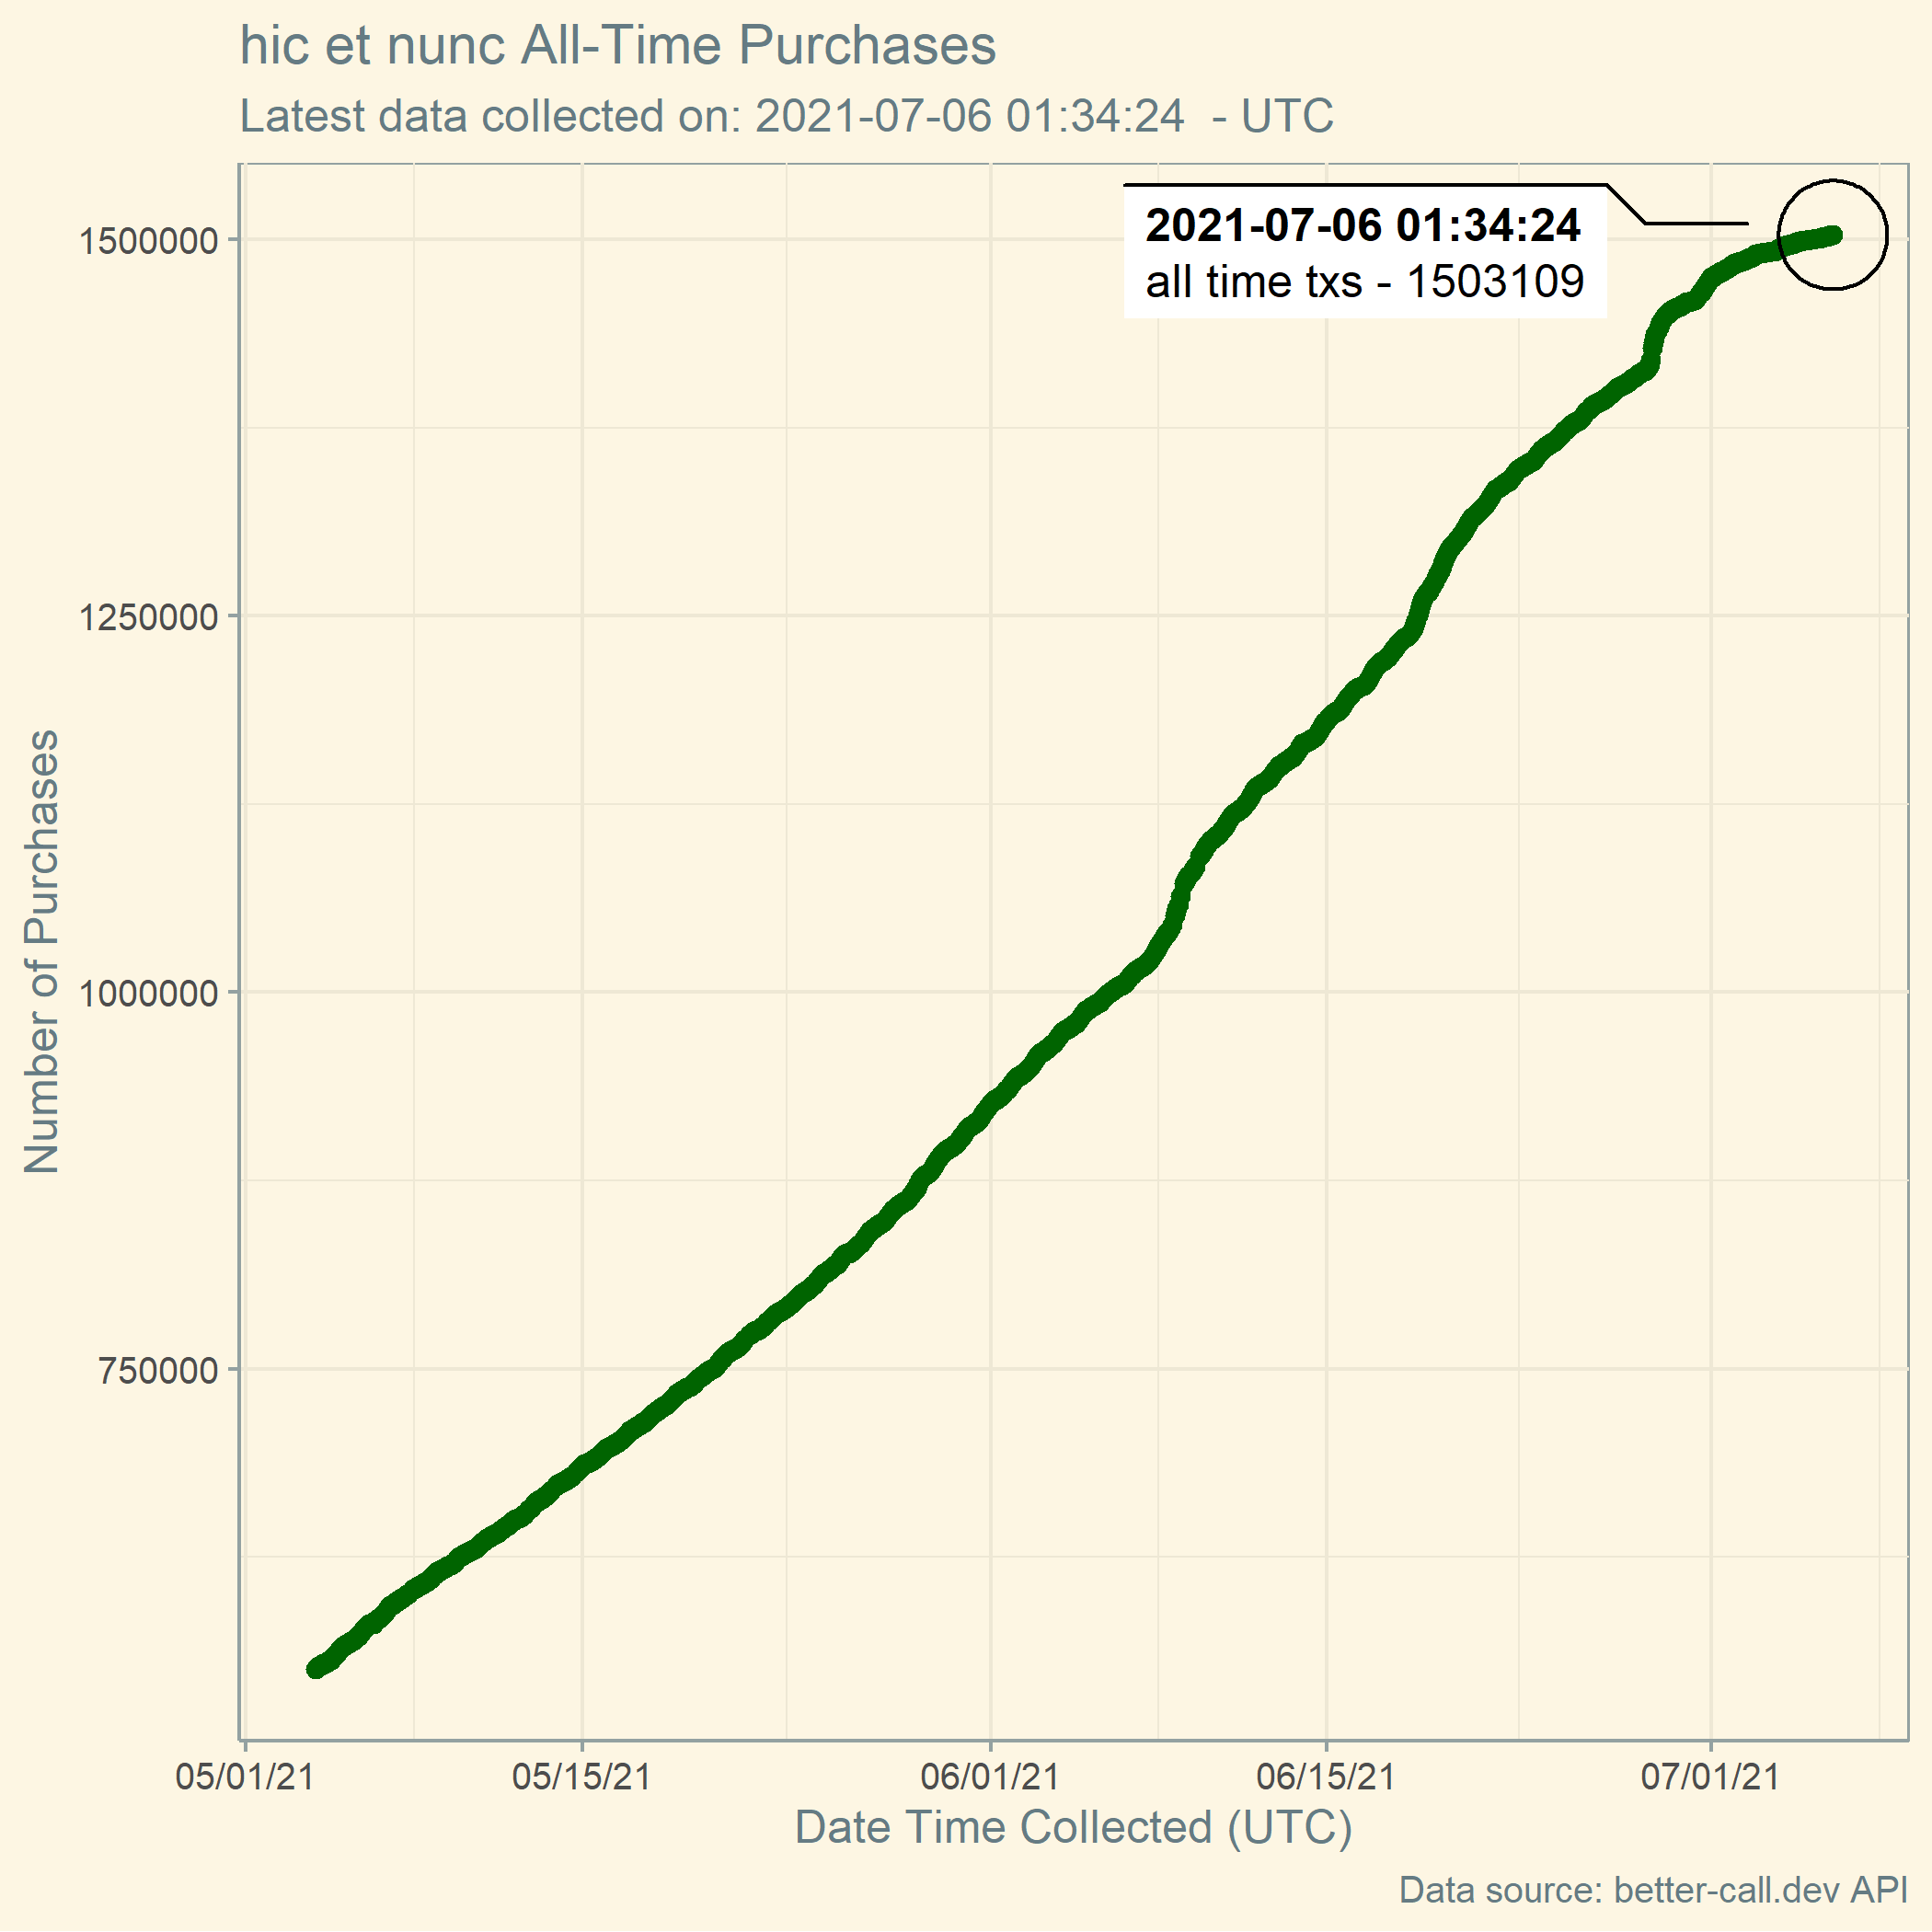 hic et nunc All-Time Purchases
Latest data collected on: 2021-07-06 01:34:24  - UTC
2021-07-06 01:34:24
all time txs - 1503109
Number of Purchases
1500000
1250000
1000000
750000
05/01/21 05/15/21 06/01/21 06/15/21 07/01/21
Date Time Collected (UTC)
Data source: better-call.dev API